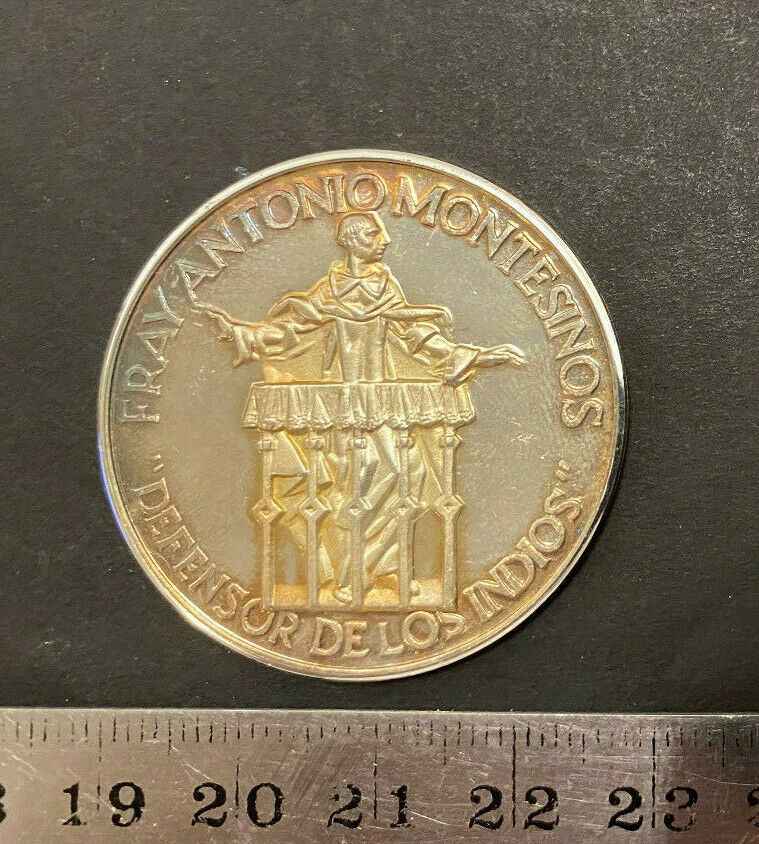 FRAY ANTONIO MONTESINOS
"DEFENSOR DE LOS INDIOS"
19 20 21 22 23